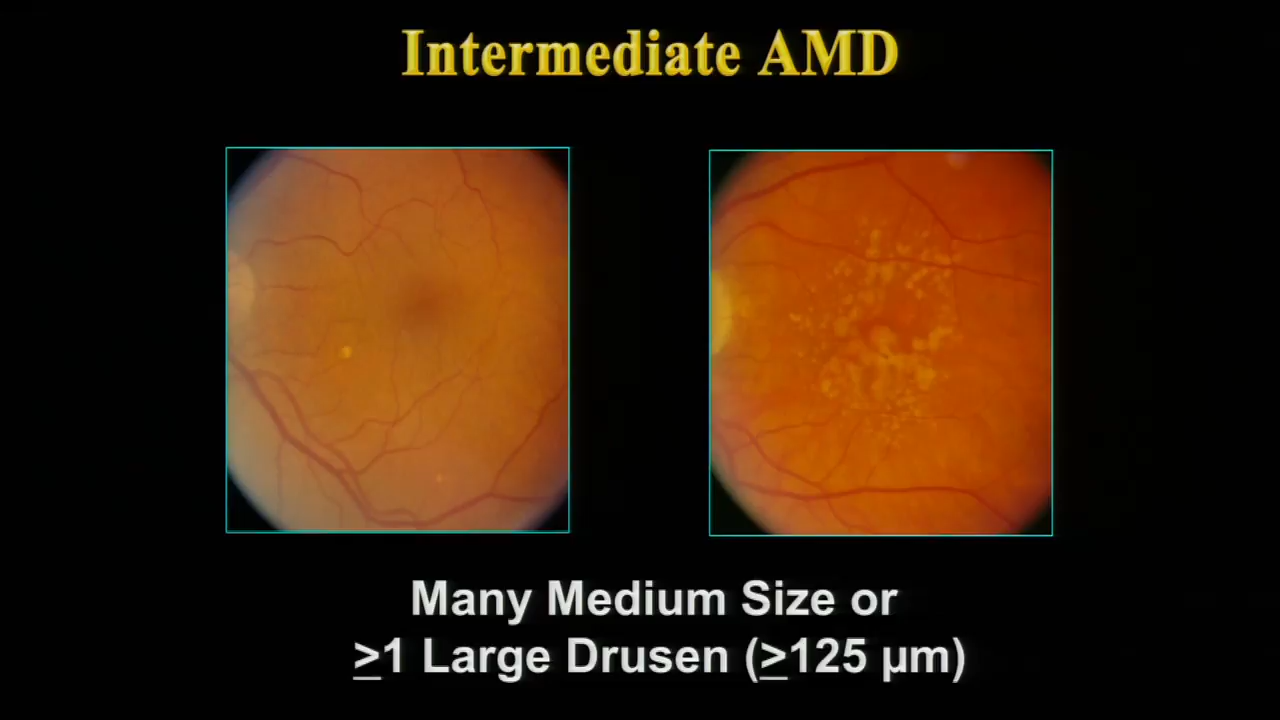 Intermediate AMD
Many Medium Size or
≥1 Large Drusen (≥125 µm)